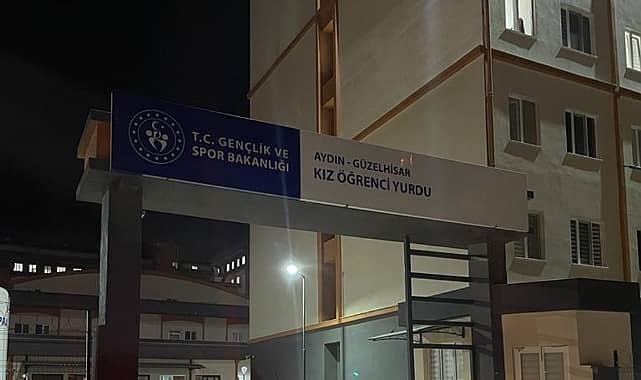 T.C. GENÇLİK VE
SPOR BAKANLIĞI
AYDIN - GÜZELHİSAR
KIZ ÖĞRENCİ YURDU